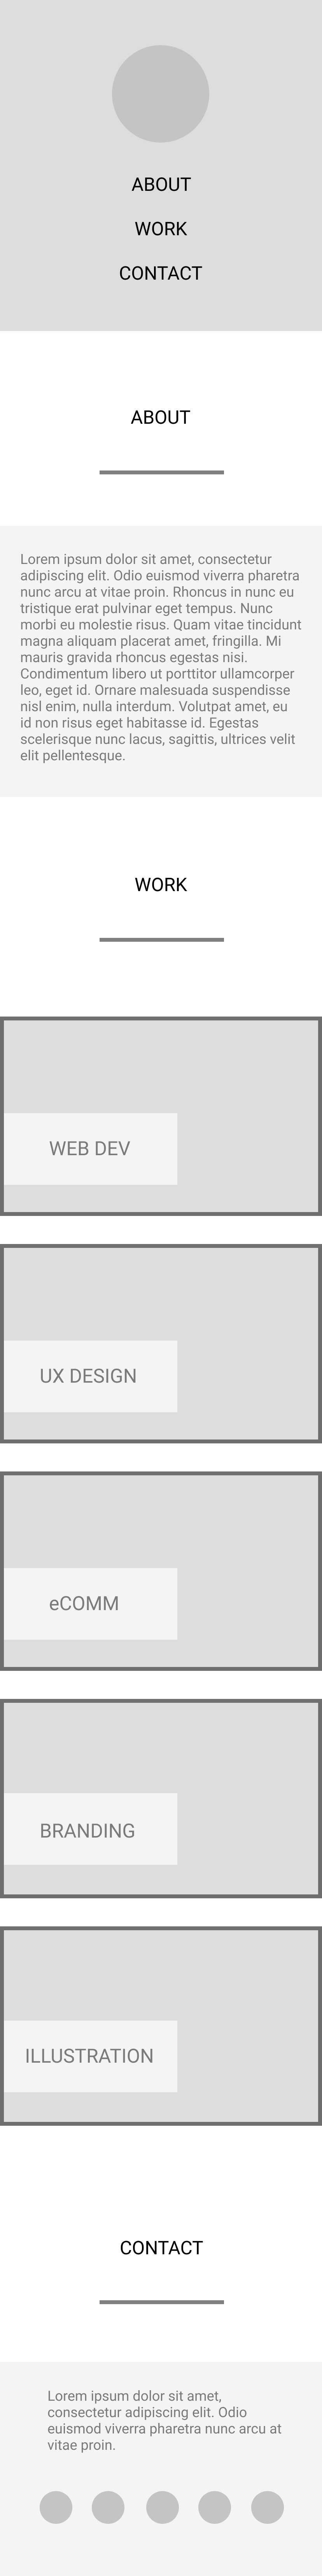 ABOUT
WORK
CONTACT
ABOUT
Lorem ipsum dolor sit amet, consectetur
adipiscing elit. Odio euismod viverra pharetra
nunc arcu at vitae proin. Rhoncus in nunc eu
tristique erat pulvinar eget tempus. Nunc
morbi eu molestie risus. Quam vitae tincidunt
magna aliquam placerat amet, fringilla. Mi
mauris gravida rhoncus egestas nisi.
Condimentum libero ut porttitor ullamcorper
leo, eget id. Ornare malesuada suspendisse
nisl enim, nulla interdum. Volutpat amet, eu
id non risus eget habitasse id. Egestas
scelerisque nunc lacus, sagittis, ultrices velit
elit pellentesque.
WORK
WEB DEV
UX DESIGN
eCOMM
BRANDING
ILLUSTRATION
CONTACT
Lorem ipsum dolor sit amet,
consectetur adipiscing elit. Odio
euismod viverra pharetra nunc arcu at
vitae proin.